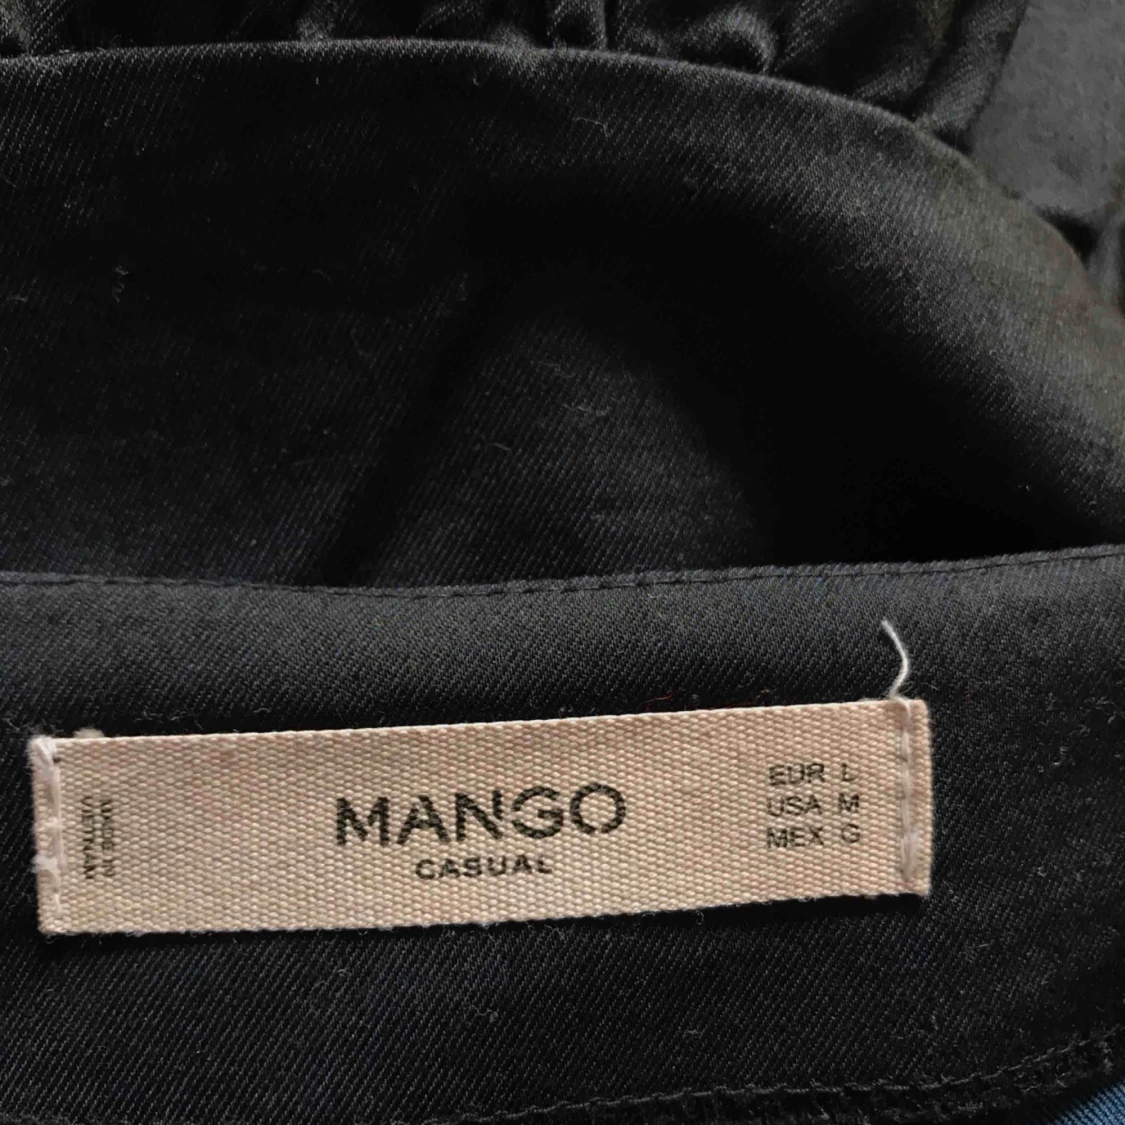 MADE IN
VIETNAM
MANGO
CASUAL
EUR L
USA M
MEX G